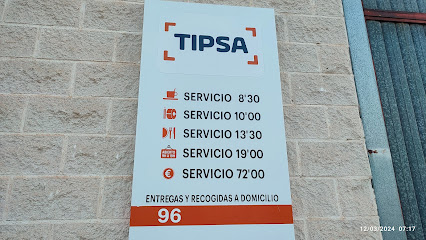 TIPSA
SERVICIO 8'30
SERVICIO 10'00
SERVICIO 13'30
SERVICIO 19'00
SERVICIO 72'00
ENTREGAS Y RECOGIDAS A DOMICILIO
96
12/03/2024 07:17